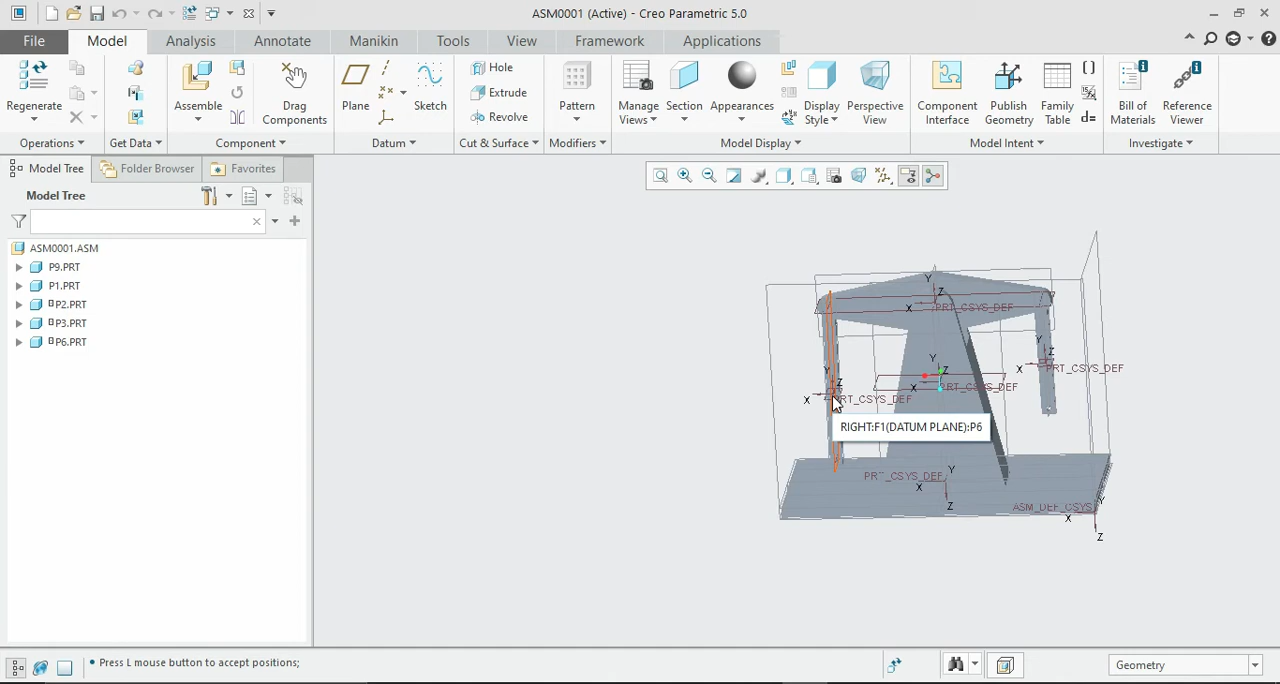 ASM0001 (Active) - Creo Parametric 5.0
File
Model
Analysis
Annotate
Manikin
Tools
View
Framework
Applications
Regenerate
Assemble
Drag Components
Plane
Sketch
Hole
Extrude
Revolve
Pattern
Manage Views
Section
Appearances
Display Style
Perspective View
Component Interface
Publish Geometry
Family Table
Bill of Materials
Reference Viewer
Operations
Get Data
Component
Datum
Cut & Surface
Modifiers
Model Display
Model Intent
Investigate
Model Tree
Folder Browser
Favorites
Model Tree
ASM0001.ASM
P9.PRT
P1.PRT
P2.PRT
P3.PRT
P6.PRT
Y
Z
X
PRT_CSYS_DEF
Y
Z
X
PRT_CSYS_DEF
Y
Z
X
PRT_CSYS_DEF
Y
Z
X
PRT_CSYS_DEF
RIGHT:F1(DATUM PLANE):P6
PRT_CSYS_DEF
Y
X
Z
ASM_DEF_CSYS
Y
X
Z
Press L mouse button to accept positions;
Geometry